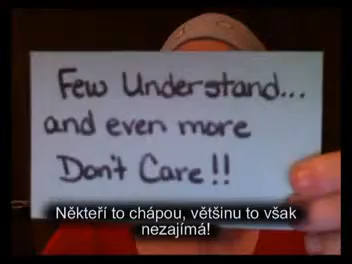 Few Understand...
and even more
Don't Care!!
Někteří to chápou, většinu to však
nezajímá!